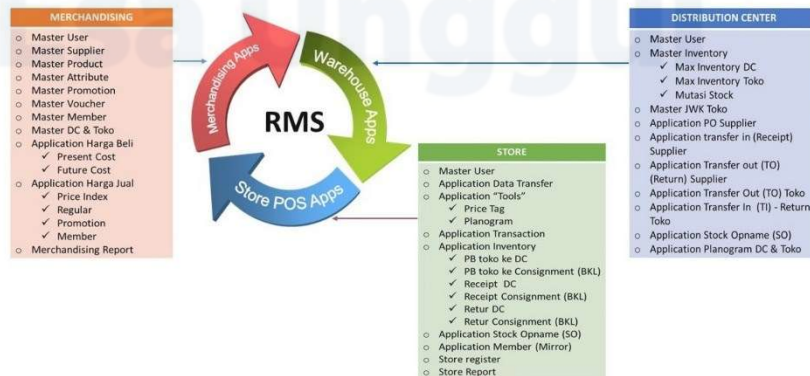 MERCHANDISING
o Master User
o Master Supplier
o Master Product
o Master Attribute
o Master Promotion
o Master Voucher
o Master Member
o Master DC & Toko
o Application Harga Beli
✓ Present Cost
✓ Future Cost
o Application Harga Jual
✓ Price Index
✓ Regular
✓ Promotion
✓ Member
o Merchandising Report
Merchandising Apps
Warehouse Apps
RMS
Store POS Apps
STORE
o Master User
o Application Data Transfer
o Application "Tools"
✓ Price Tag
✓ Planogram
o Application Transaction
o Application Inventory
✓ PB toko ke DC
✓ PB toko ke Consignment (BKL)
✓ Receipt DC
✓ Receipt Consignment (BKL)
✓ Retur DC
✓ Retur Consignment (BKL)
o Application Stock Opname (SO)
o Application Member (Mirror)
o Store register
o Store Report
DISTRIBUTION CENTER
o Master User
o Master Inventory
✓ Max Inventory DC
✓ Max Inventory Toko
✓ Mutasi Stock
o Master JWK Toko
o Application PO Supplier
o Application transfer in (Receipt)
Supplier
o Application Transfer out (TO)
(Return) Supplier
o Application Transfer Out (TO) Toko
o Application Transfer In (TI) - Return
Toko
o Application Stock Opname (SO)
o Application Planogram DC & Toko